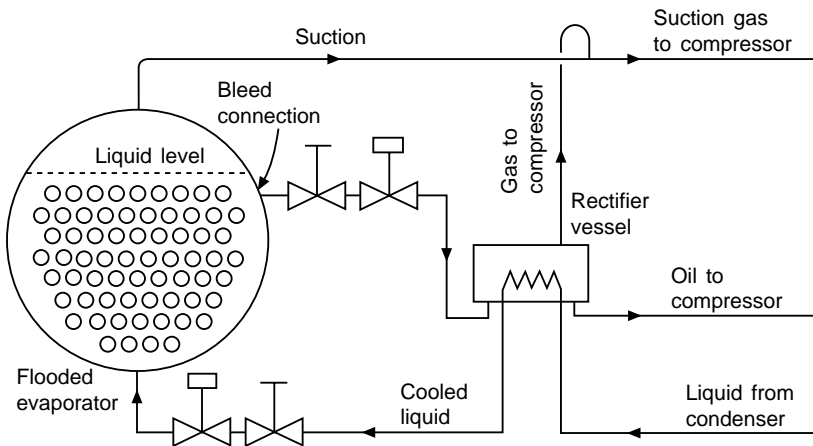 Suction
Suction gas
to compressor
Bleed
connection
Liquid level
Gas to
compressor
Rectifier
vessel
Oil to
compressor
Flooded
evaporator
Cooled
liquid
Liquid from
condenser